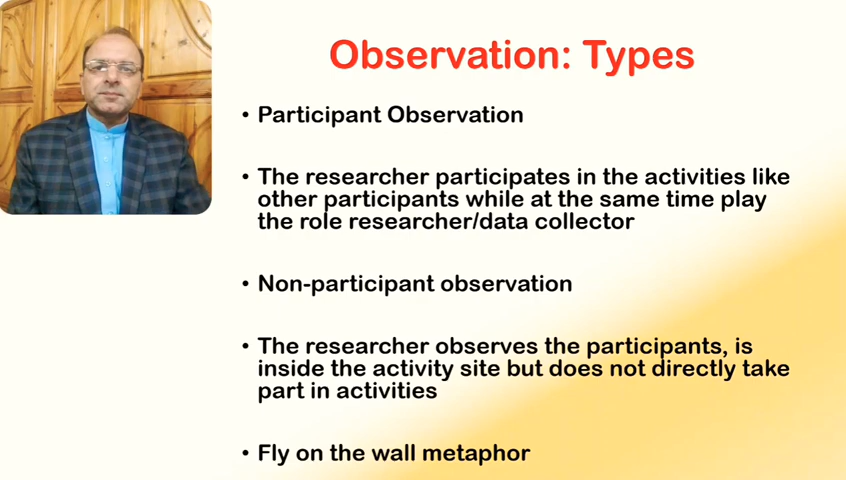 Observation: Types
• Participant Observation
• The researcher participates in the activities like
other participants while at the same time play
the role researcher/data collector
• Non-participant observation
• The researcher observes the participants, is
inside the activity site but does not directly take
part in activities
• Fly on the wall metaphor